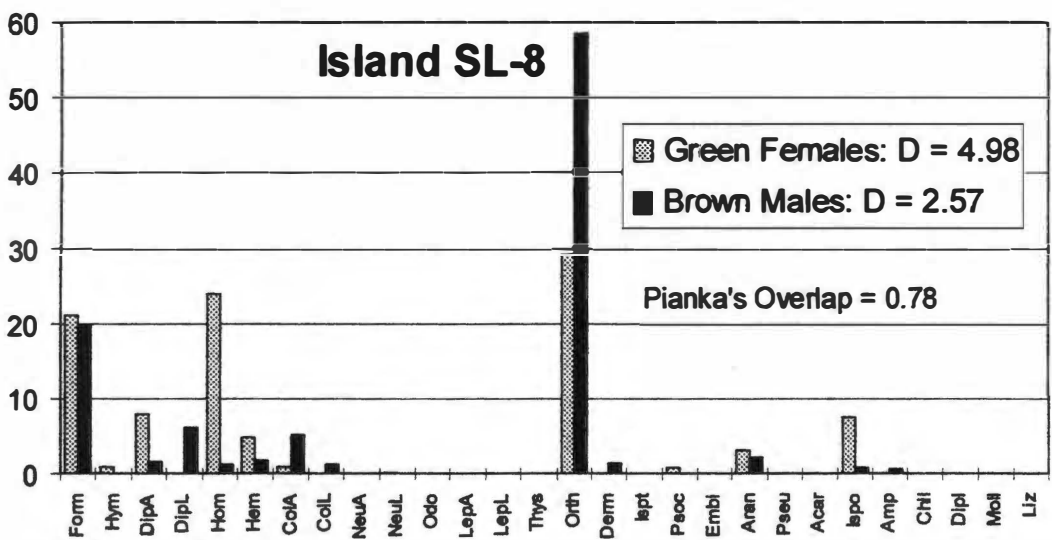 Island SL-8
60
50
40
30
20
10
0
Green Females: D = 4.98
Brown Males: D = 2.57
Pianka's Overlap = 0.78
Form Hym DipA DipL Hom Hem ColA ColL NeuA NeuL Odo LepA LepL Thys Orth Derm Ispt Psoc Embi Aran Pseu Acar Ispo Amp Chi Dipl Moll Liz